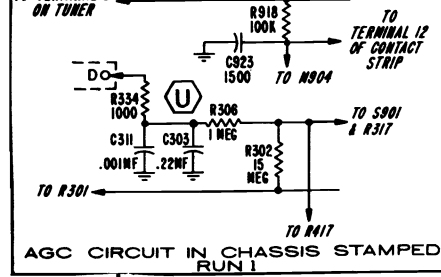 ON TUNER
R918
100K
TO
TERMINAL 12
OF CONTACT
STRIP
C923
1500
TO M904
D
R334
1000
U
R306
1 MEG
TO S901
& R317
C311
.001MF
C303
.22MF
R302
15
MEG
TO R301
TO R417
AGC CIRCUIT IN CHASSIS STAMPED
RUN 1